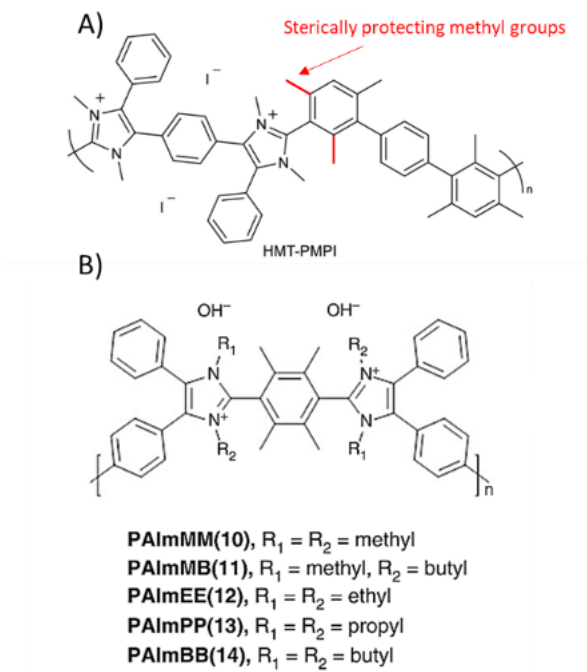 A)
Sterically protecting methyl groups
I⁻
+
N
N
+
N
N
I⁻
n
HMT-PMPI
B)
OH⁻ OH⁻
R₁ R₂
N N⁺
N⁺ N
R₂ R₁
n
PAImMM(10), R₁ = R₂ = methyl
PAImMB(11), R₁ = methyl, R₂ = butyl
PAImEE(12), R₁ = R₂ = ethyl
PAImPP(13), R₁ = R₂ = propyl
PAImBB(14), R₁ = R₂ = butyl